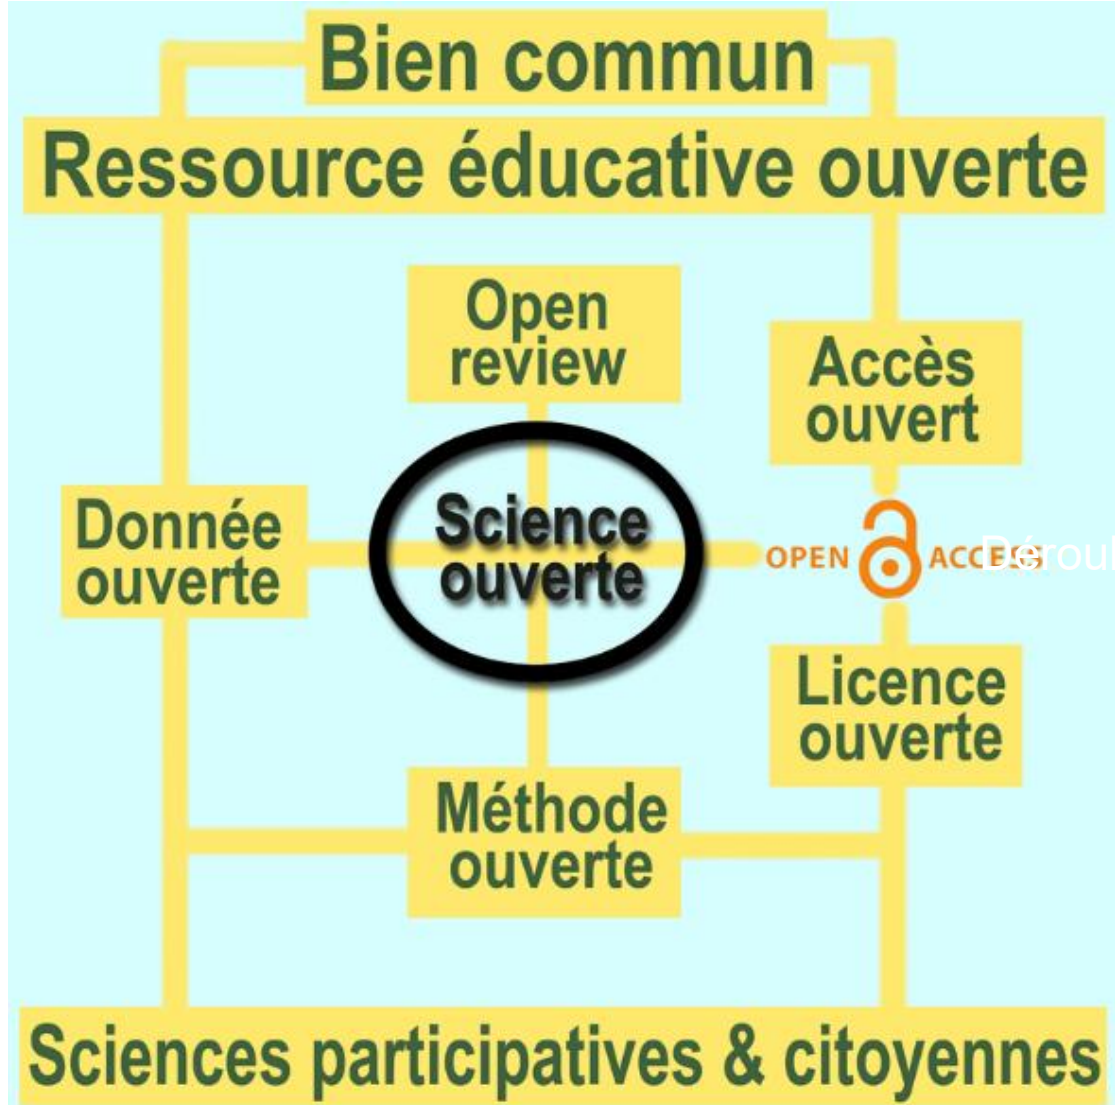 Bien commun
Ressource éducative ouverte
Open
review
Accès
ouvert
Donnée
ouverte
Science
ouverte
OPEN ACCESS
Licence
ouverte
Méthode
ouverte
Sciences participatives & citoyennes